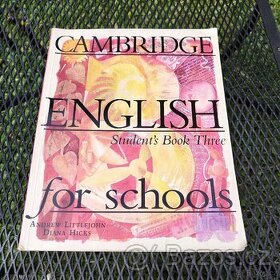 CAMBRIDGE
ENGLISH
Student's Book Three
for schools
ANDREW LITTLEJOHN
DIANA HICKS